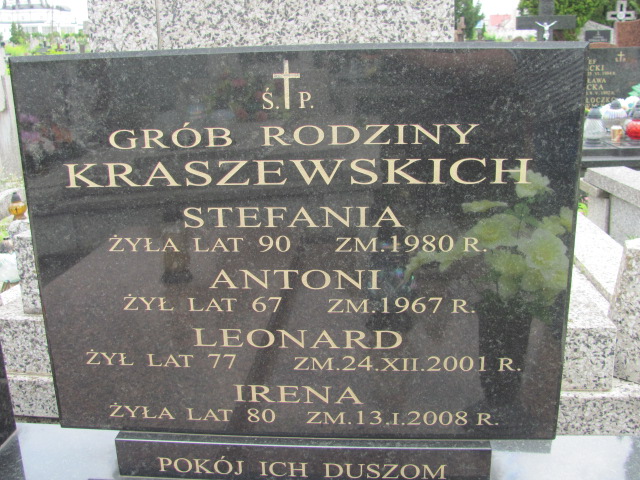 Ś. P.
GRÓB RODZINY
KRASZEWSKICH
STEFANIA
ŻYŁA LAT 90 ZM.1980 R.
ANTONI
ŻYŁ LAT 67 ZM.1967 R.
LEONARD
ŻYŁ LAT 77 ZM.24.XII.2001 R.
IRENA
ŻYŁA LAT 80 ZM.13.I.2008 R.
POKÓJ ICH DUSZOM